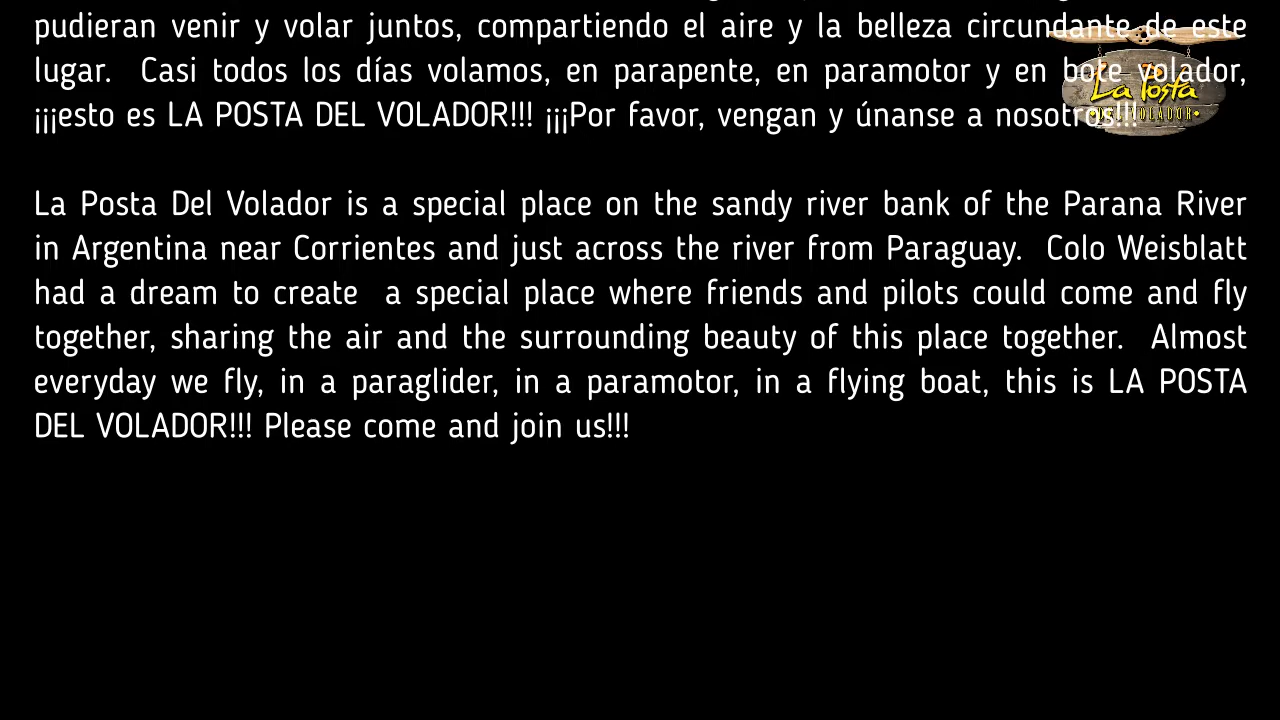 pudieran venir y volar juntos, compartiendo el aire y la belleza circundante de este
lugar. Casi todos los días volamos, en parapente, en paramotor y en bote volador,
¡¡¡esto es LA POSTA DEL VOLADOR!!! ¡¡¡Por favor, vengan y únanse a nosotros!!!
La Posta
DEL VOLADOR
La Posta Del Volador is a special place on the sandy river bank of the Parana River
in Argentina near Corrientes and just across the river from Paraguay. Colo Weisblatt
had a dream to create a special place where friends and pilots could come and fly
together, sharing the air and the surrounding beauty of this place together. Almost
everyday we fly, in a paraglider, in a paramotor, in a flying boat, this is LA POSTA
DEL VOLADOR!!! Please come and join us!!!